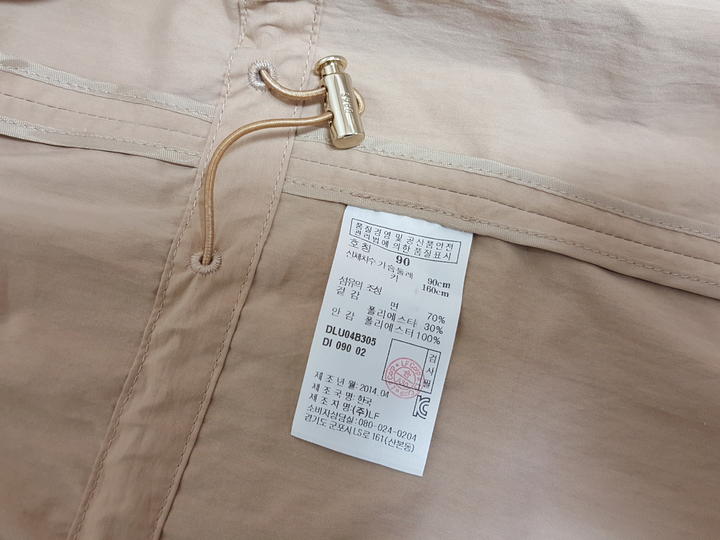 품질경영 및 공산품안전
관리법에 의한 품질표시
호칭 90
신체치수 가슴둘레 90cm
키 160cm
섬유의 조성
겉감 면 70%
폴리에스터 30%
안감 폴리에스터 100%
DLU04B305
DI 090 02
검사필
제조년월: 2014.04
제조국명: 한국
제조자명: (주)LF
소비자상담실: 080-024-0204
경기도 군포시 LS로 161(산본동)